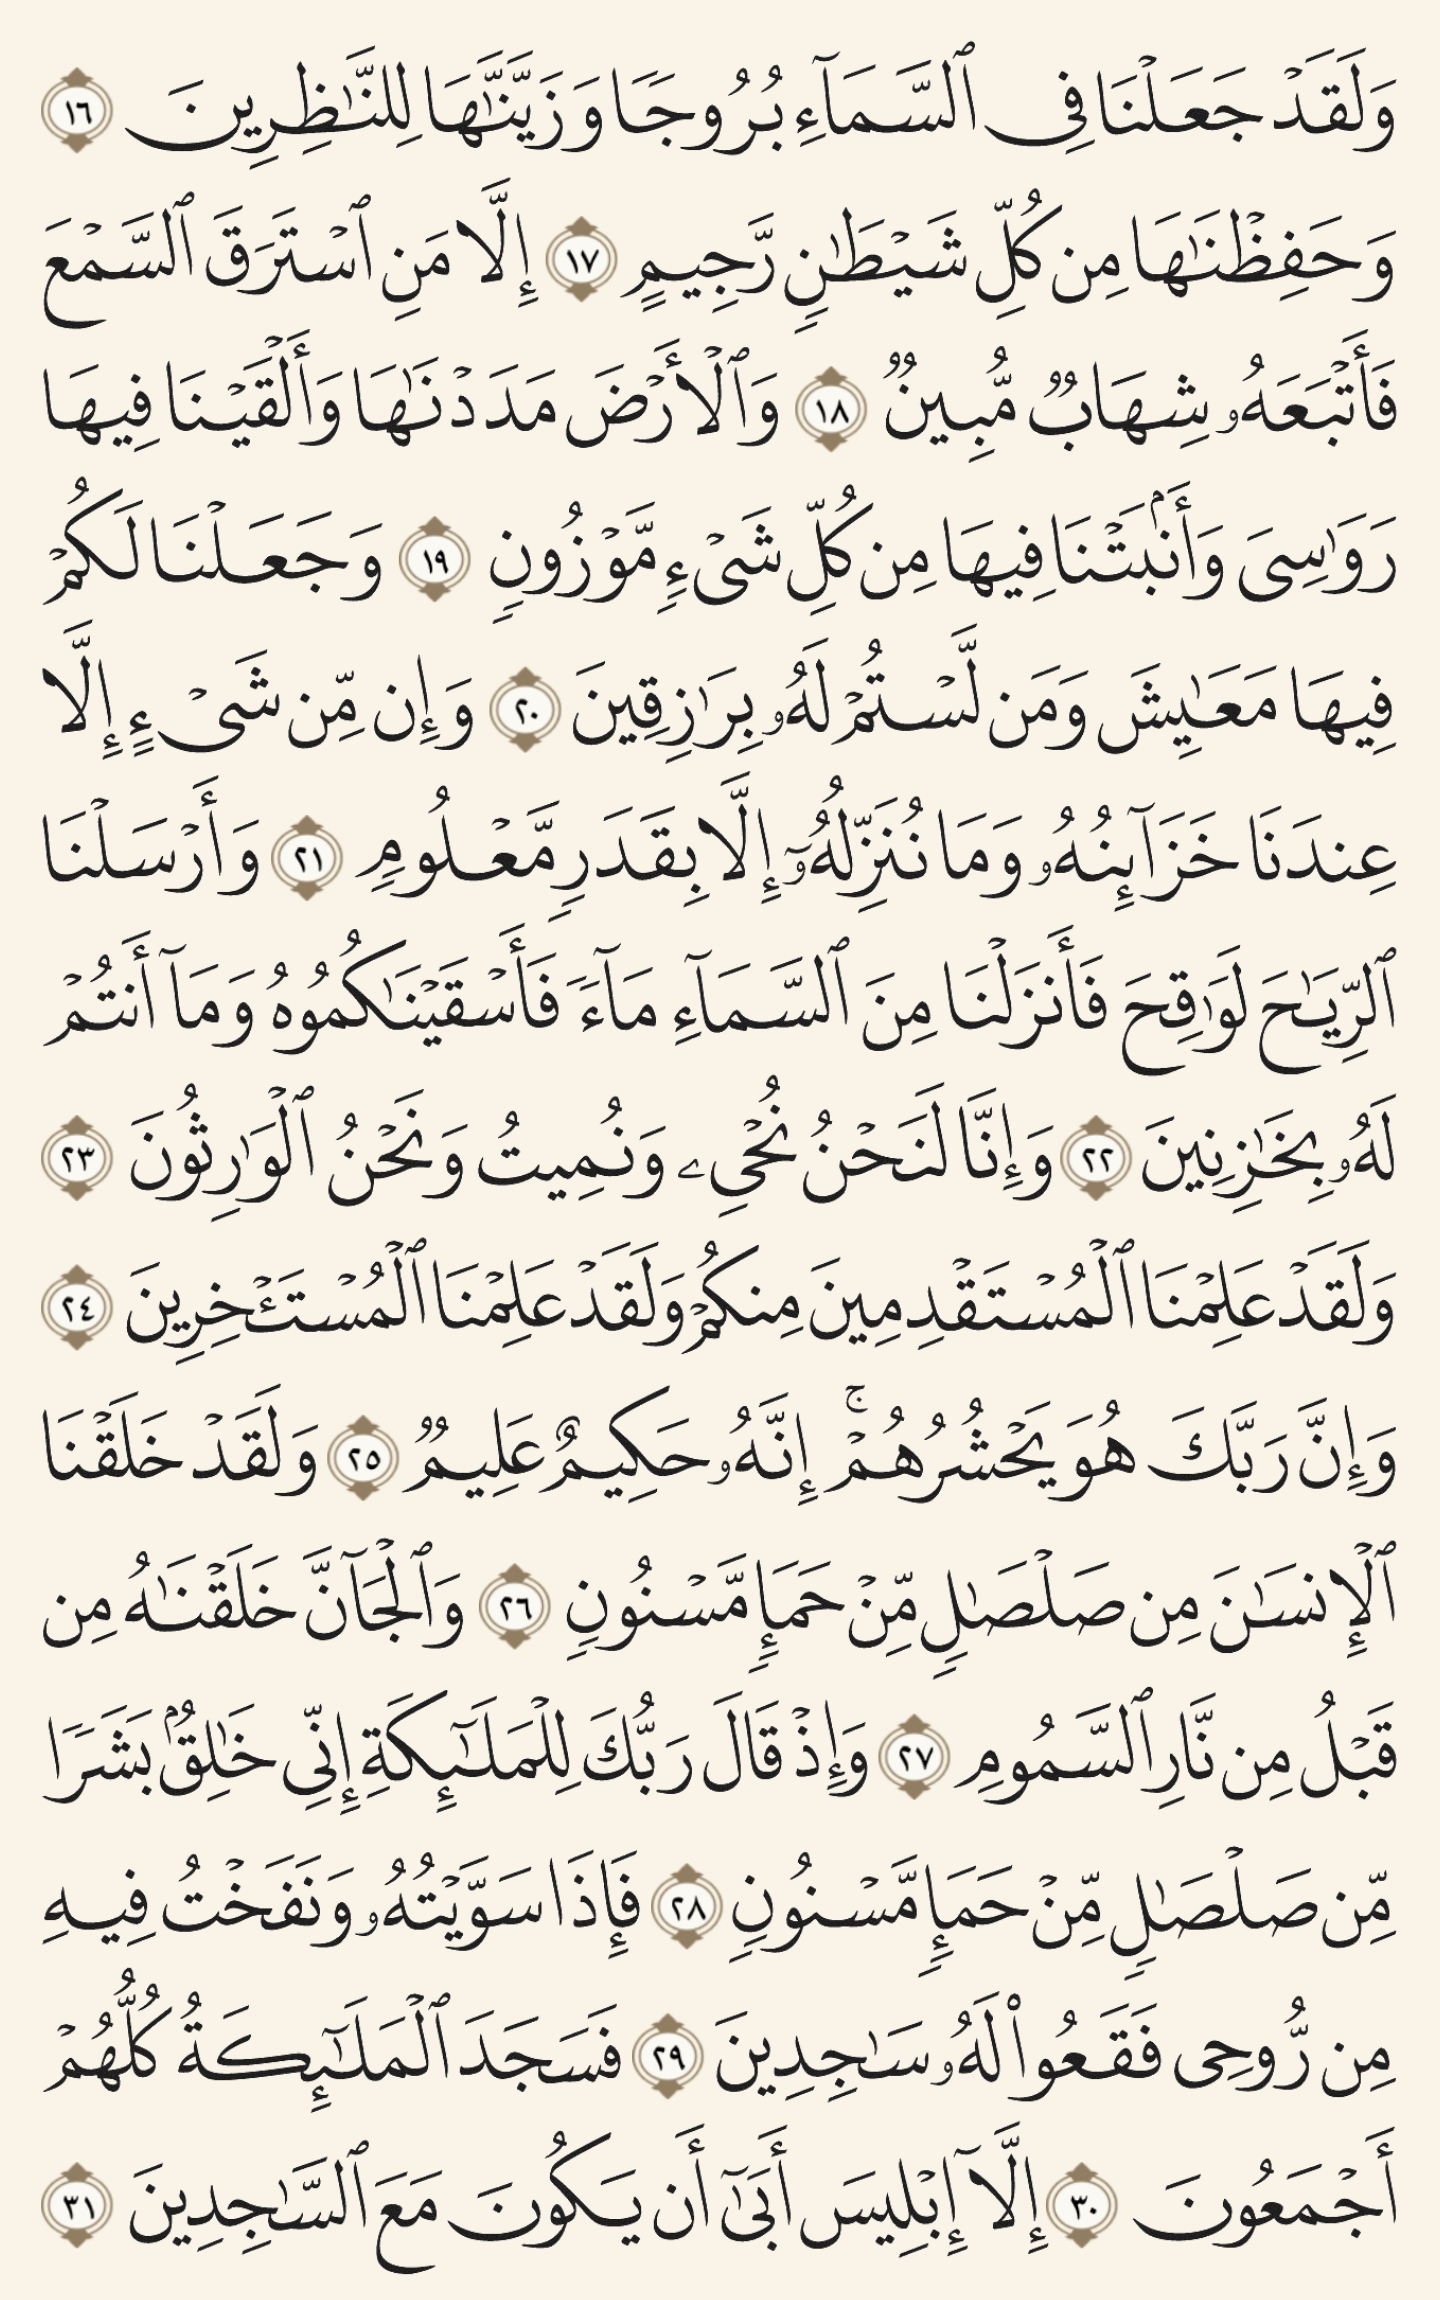 وَلَقَدْ جَعَلْنَا فِى ٱلسَّمَآءِ بُرُوجًا وَزَيَّنَّٰهَا لِلنَّٰظِرِينَ ١٦
وَحَفِظْنَٰهَا مِن كُلِّ شَيْطَٰنٍ رَّجِيمٍ ١٧ إِلَّا مَنِ ٱسْتَرَقَ ٱلسَّمْعَ
فَأَتْبَعَهُۥ شِهَابٌ مُّبِينٌ ١٨ وَٱلْأَرْضَ مَدَدْنَٰهَا وَأَلْقَيْنَا فِيهَا
رَوَٰسِىَ وَأَنۢبَتْنَا فِيهَا مِن كُلِّ شَىْءٍ مَّوْزُونٍ ١٩ وَجَعَلْنَا لَكُمْ
فِيهَا مَعَٰيِشَ وَمَن لَّسْتُمْ لَهُۥ بِرَٰزِقِينَ ٢٠ وَإِن مِّن شَىْءٍ إِلَّا
عِندَنَا خَزَآئِنُهُۥ وَمَا نُنَزِّلُهُۥٓ إِلَّا بِقَدَرٍ مَّعْلُومٍ ٢١ وَأَرْسَلْنَا
ٱلرِّيَٰحَ لَوَٰقِحَ فَأَنزَلْنَا مِنَ ٱلسَّمَآءِ مَآءً فَأَسْقَيْنَٰكُمُوهُ وَمَآ أَنتُمْ
لَهُۥ بِخَٰزِنِينَ ٢٢ وَإِنَّا لَنَحْنُ نُحْىِۦ وَنُمِيتُ وَنَحْنُ ٱلْوَٰرِثُونَ ٢٣
وَلَقَدْ عَلِمْنَا ٱلْمُسْتَقْدِمِينَ مِنكُمْ وَلَقَدْ عَلِمْنَا ٱلْمُسْتَـْٔخِرِينَ ٢٤
وَإِنَّ رَبَّكَ هُوَ يَحْشُرُهُمْ ۚ إِنَّهُۥ حَكِيمٌ عَلِيمٌ ٢٥ وَلَقَدْ خَلَقْنَا
ٱلْإِنسَٰنَ مِن صَلْصَٰلٍ مِّنْ حَمَإٍ مَّسْنُونٍ ٢٦ وَٱلْجَآنَّ خَلَقْنَٰهُ مِن
قَبْلُ مِن نَّارِ ٱلسَّمُومِ ٢٧ وَإِذْ قَالَ رَبُّكَ لِلْمَلَٰٓئِكَةِ إِنِّى خَٰلِقٌۢ بَشَرًا
مِّن صَلْصَٰلٍ مِّنْ حَمَإٍ مَّسْنُونٍ ٢٨ فَإِذَا سَوَّيْتُهُۥ وَنَفَخْتُ فِيهِ
مِن رُّوحِى فَقَعُوا۟ لَهُۥ سَٰجِدِينَ ٢٩ فَسَجَدَ ٱلْمَلَٰٓئِكَةُ كُلُّهُمْ
أَجْمَعُونَ ٣٠ إِلَّآ إِبْلِيسَ أَبَىٰٓ أَن يَكُونَ مَعَ ٱلسَّٰجِدِينَ ٣١